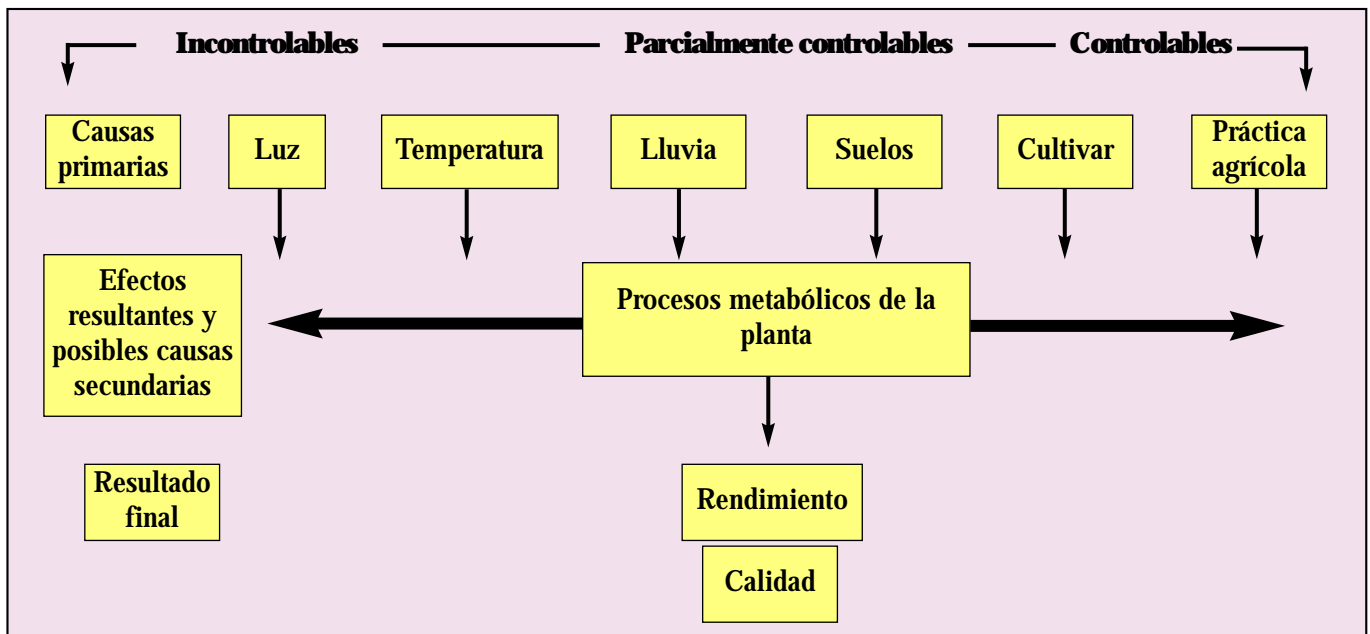 Incontrolables Parcialmente controlables Controlables
Causas
primarias
Luz
Temperatura
Lluvia
Suelos
Cultivar
Práctica
agrícola
Efectos
resultantes y
posibles causas
secundarias
Procesos metabólicos de la
planta
Resultado
final
Rendimiento
Calidad